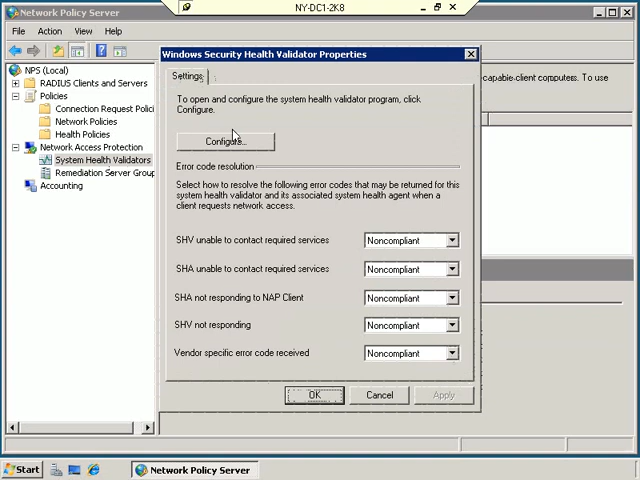 NY-DC1-2K8
Network Policy Server
File Action View Help
NPS (Local)
RADIUS Clients and Servers
Policies
Connection Request Polici
Network Policies
Health Policies
Network Access Protection
System Health Validators
Remediation Server Group
Accounting
-capable-client computers. To use
Windows Security Health Validator Properties
Settings
To open and configure the system health validator program, click
Configure.
Configure...
Error code resolution
Select how to resolve the following error codes that may be returned for this
system health validator and its associated system health agent when a
client requests network access.
SHV unable to contact required services Noncompliant
SHA unable to contact required services Noncompliant
SHA not responding to NAP Client Noncompliant
SHV not responding Noncompliant
Vendor specific error code received Noncompliant
OK Cancel Apply
Start Network Policy Server